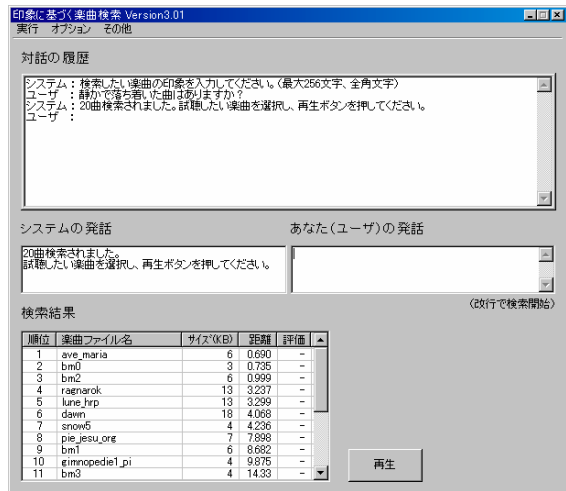 印象に基づく楽曲検索 Version3.01
実行 オプション その他
対話の履歴
システム：検索したい楽曲の印象を入力してください。(最大256文字、全角文字)
ユーザ ：静かで落ち着いた曲はありますか？
システム：20曲検索されました。試聴したい楽曲を選択し、再生ボタンを押してください。
ユーザ ：
システムの発話 あなた(ユーザ)の発話
20曲検索されました。
試聴したい楽曲を選択し、再生ボタンを押してください。
(改行で検索開始)
検索結果
順位 楽曲ファイル名 サイズ(KB) 距離 評価
1 ave_maria 6 0.690 -
2 bm0 3 0.735 -
3 bm2 6 0.999 -
4 ragnarok 13 3.237 -
5 lune_hrp 13 3.299 -
6 dawn 18 4.068 -
7 snow5 4 4.236 -
8 pie_jesu_org 7 7.898 -
9 bm1 6 8.682 -
10 gimnopedie1_pi 4 9.875 -
11 bm3 4 14.33 -
再生